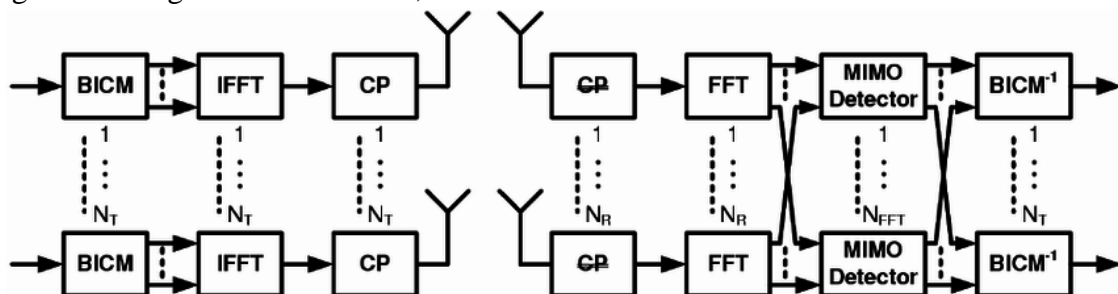 BICM IFFT CP CP FFT MIMO Detector BICM⁻¹
1 1 1 1 1 1 1
N_T N_T N_T N_R N_R N_FFT N_T
BICM IFFT CP CP FFT MIMO Detector BICM⁻¹